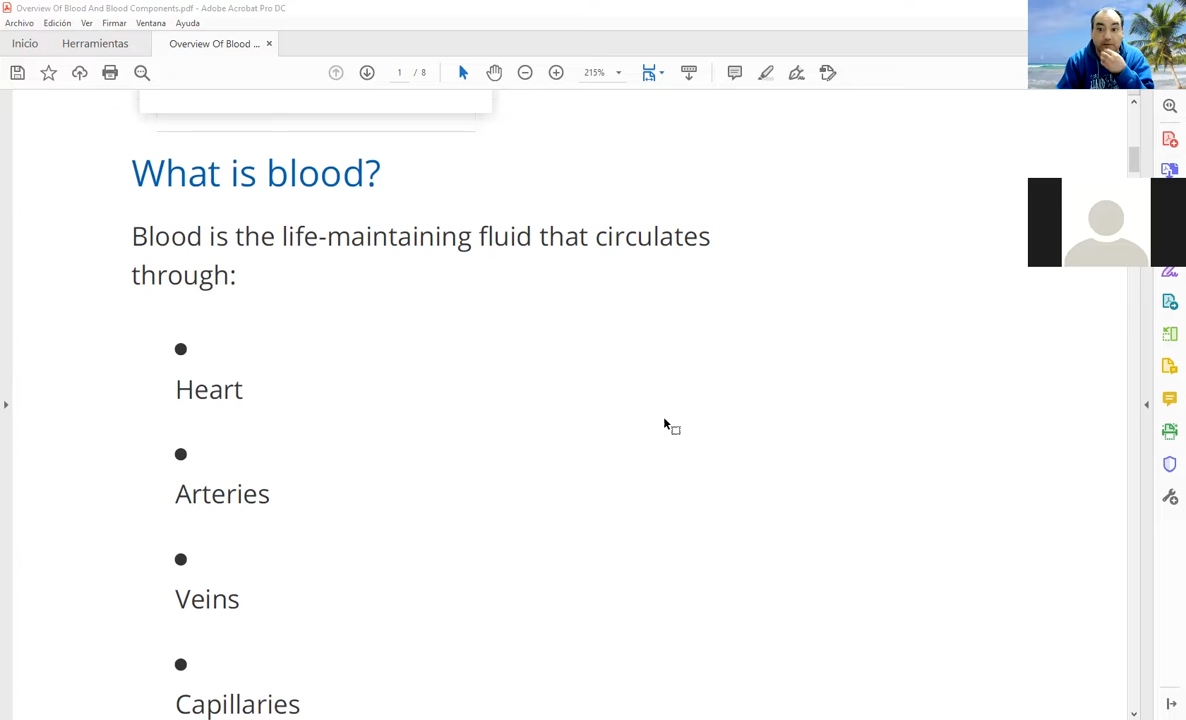 Overview Of Blood And Blood Components.pdf - Adobe Acrobat Pro DC
Archivo Edición Ver Firmar Ventana Ayuda
Inicio Herramientas Overview Of Blood ... ×
1 / 8 215%
What is blood?
Blood is the life-maintaining fluid that circulates
through:
Heart
Arteries
Veins
Capillaries